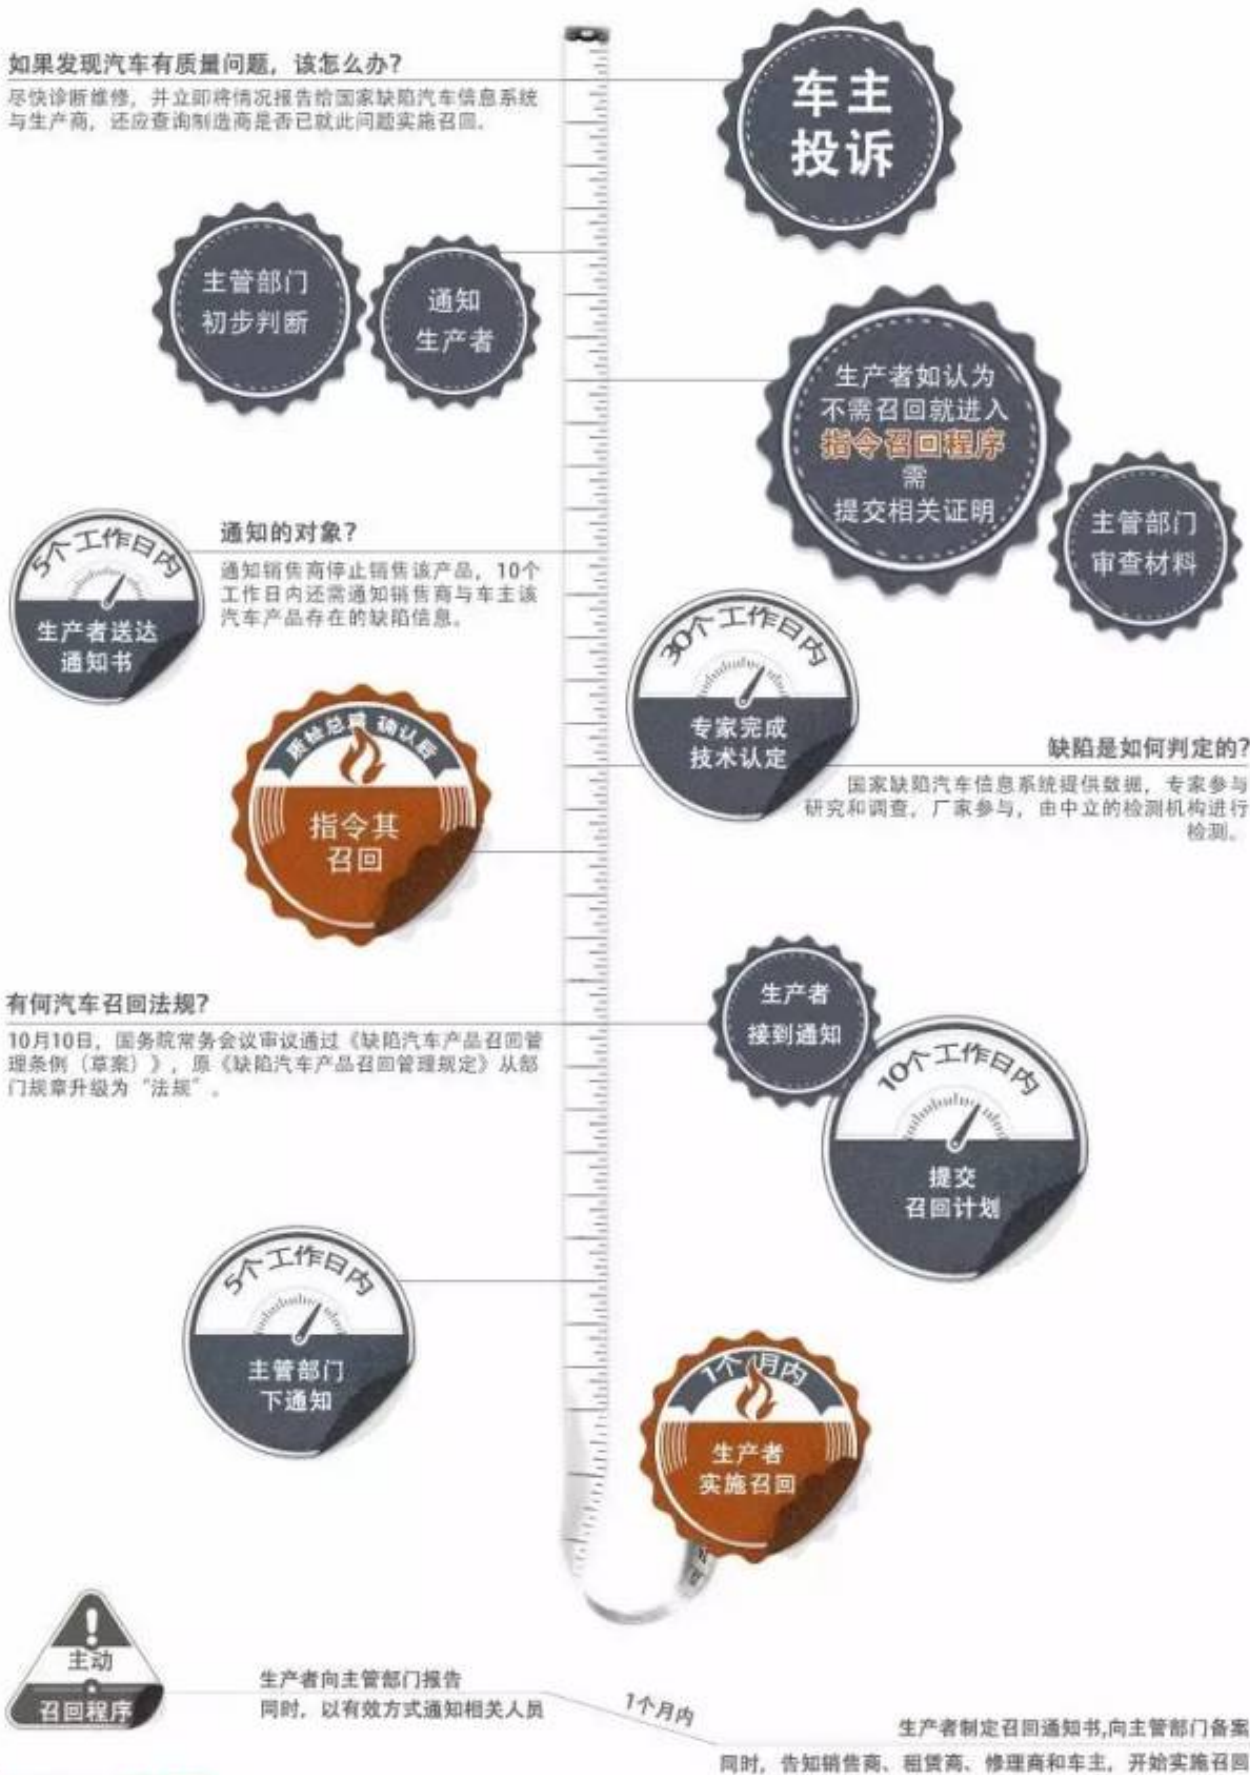 如果发现汽车有质量问题，该怎么办？
尽快诊断维修，并立即将情况报告给国家缺陷汽车信息系统
与生产商，还应查询制造商是否已就此问题实施召回。
车主
投诉
主管部门
初步判断
通知
生产者
生产者如认为
不需召回就进入
指令召回程序
需
提交相关证明
主管部门
审查材料
5个工作日内
生产者送达
通知书
通知的对象？
通知销售商停止销售该产品，10个
工作日内还需通知销售商与车主该
汽车产品存在的缺陷信息。
30个工作日内
专家完成
技术认定
缺陷是如何判定的？
国家缺陷汽车信息系统提供数据，专家参与
研究和调查，厂家参与，由中立的检测机构进行
检测。
质检总局 确认后
指令其
召回
有何汽车召回法规？
10月10日，国务院常务会议审议通过《缺陷汽车产品召回管
理条例（草案）》，原《缺陷汽车产品召回管理规定》从部
门规章升级为“法规”。
生产者
接到通知
10个工作日内
提交
召回计划
5个工作日内
主管部门
下通知
1个月内
生产者
实施召回
主动
召回程序
生产者向主管部门报告
同时，以有效方式通知相关人员
1个月内
生产者制定召回通知书,向主管部门备案
同时，告知销售商、租赁商、修理商和车主，开始实施召回